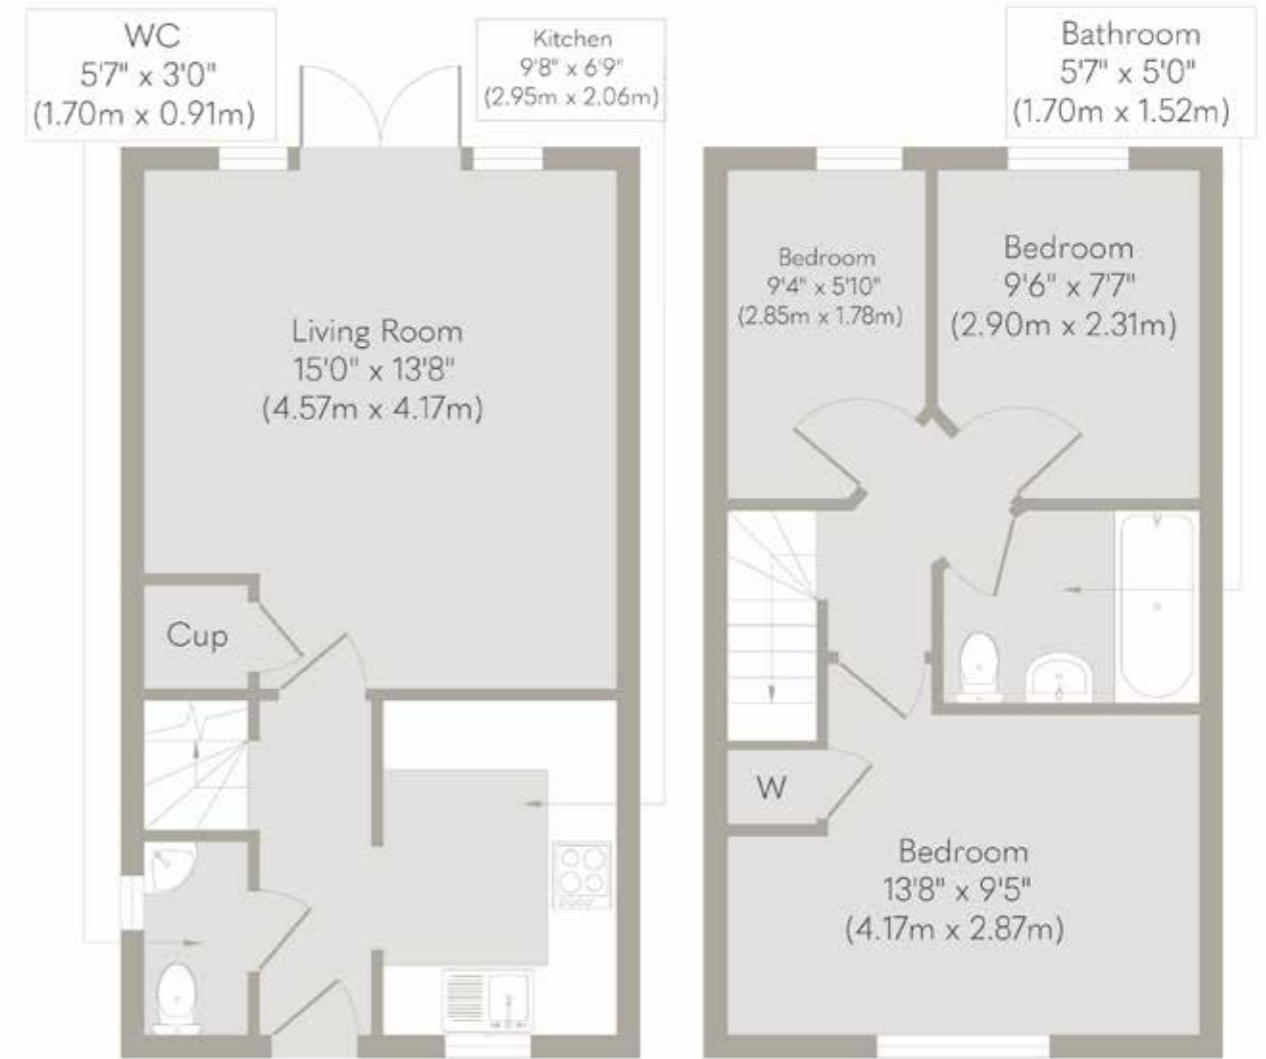 WC
5'7" x 3'0"
(1.70m x 0.91m)
Kitchen
9'8" x 6'9"
(2.95m x 2.06m)
Living Room
15'0" x 13'8"
(4.57m x 4.17m)
Cup
Bathroom
5'7" x 5'0"
(1.70m x 1.52m)
Bedroom
9'4" x 5'10"
(2.85m x 1.78m)
Bedroom
9'6" x 7'7"
(2.90m x 2.31m)
W
Bedroom
13'8" x 9'5"
(4.17m x 2.87m)